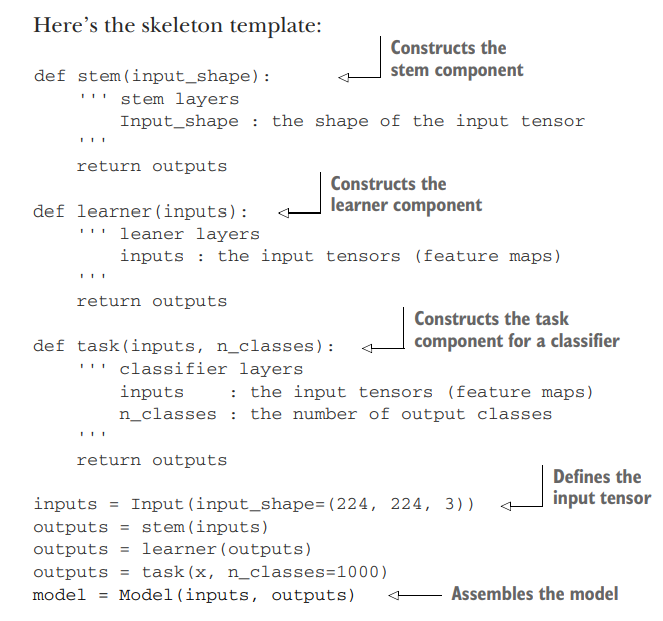 Here's the skeleton template:
Constructs the
stem component
def stem(input_shape):
''' stem layers
Input_shape : the shape of the input tensor
'''
return outputs
Constructs the
learner component
def learner(inputs):
''' leaner layers
inputs : the input tensors (feature maps)
'''
return outputs
Constructs the task
component for a classifier
def task(inputs, n_classes):
''' classifier layers
inputs    : the input tensors (feature maps)
n_classes : the number of output classes
'''
return outputs
Defines the
input tensor
inputs = Input(input_shape=(224, 224, 3))
outputs = stem(inputs)
outputs = learner(outputs)
outputs = task(x, n_classes=1000)
model = Model(inputs, outputs)
Assembles the model